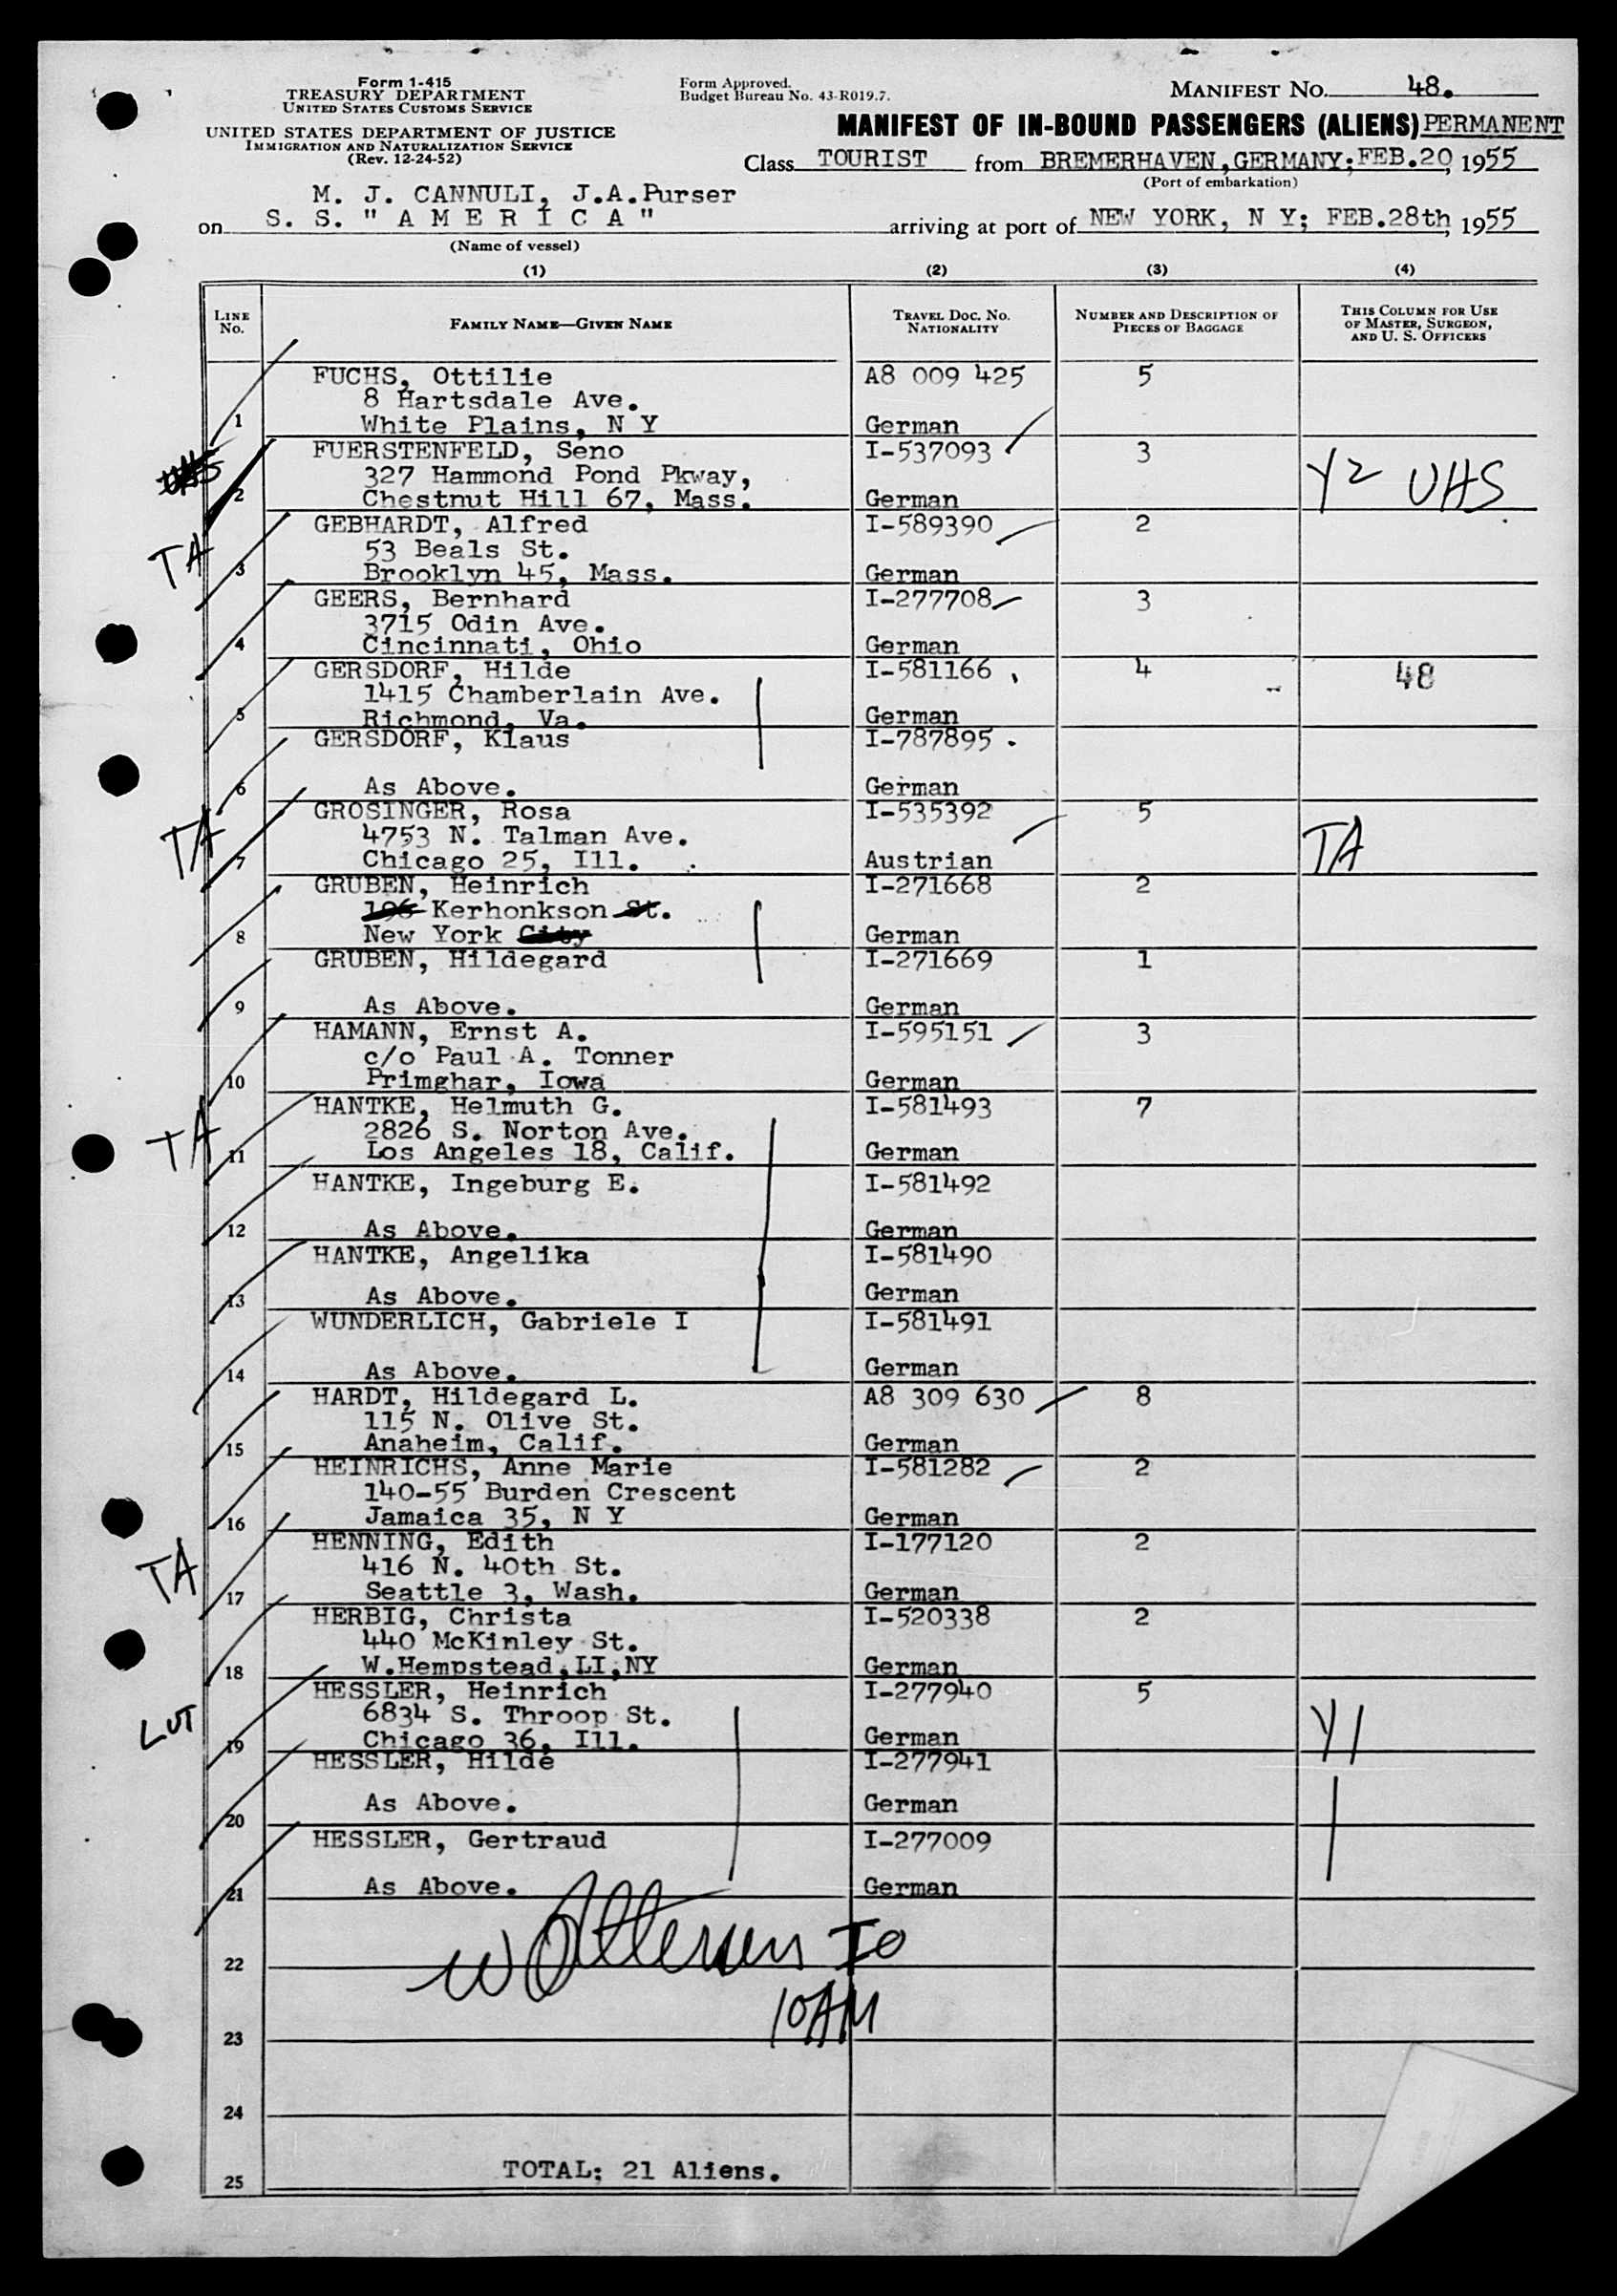 Form 1-415
TREASURY DEPARTMENT
UNITED STATES CUSTOMS SERVICE
UNITED STATES DEPARTMENT OF JUSTICE
IMMIGRATION AND NATURALIZATION SERVICE
(Rev. 12-24-52)
Form Approved.
Budget Bureau No. 43-R019.7.
MANIFEST NO. 48.
MANIFEST OF IN-BOUND PASSENGERS (ALIENS) PERMANENT
Class TOURIST from BREMERHAVEN,GERMANY;FEB.20, 1955
(Port of embarkation)
M. J. CANNULI, J.A.Purser
on S. S. " A M E R I C A " arriving at port of NEW YORK, N Y; FEB.28th, 1955
(Name of vessel)
(1) (2) (3) (4)
LINE NO.
FAMILY NAME—GIVEN NAME
TRAVEL DOC. NO. NATIONALITY
NUMBER AND DESCRIPTION OF PIECES OF BAGGAGE
THIS COLUMN FOR USE OF MASTER, SURGEON, AND U. S. OFFICERS
FUCHS, Ottilie A8 009 425 5
8 Hartsdale Ave.
1 White Plains, N Y German
FUERSTENFELD, Seno I-537093 3
UHS 327 Hammond Pond Pkway, Y2 UHS
2 Chestnut Hill 67, Mass. German
GEBHARDT, Alfred I-589390 2
TA 53 Beals St.
3 Brooklyn 45, Mass. German
GEERS, Bernhard I-277708 3
3715 Odin Ave.
4 Cincinnati, Ohio German
GERSDORF, Hilde I-581166 4 48
1415 Chamberlain Ave.
5 Richmond, Va. German
GERSDORF, Klaus I-787895
6 As Above. German
GROSINGER, Rosa I-535392 5
TA 4753 N. Talman Ave. TA
7 Chicago 25, Ill. Austrian
GRUBEN, Heinrich I-271668 2
196 Kerhonkson St.
8 New York City German
GRUBEN, Hildegard I-271669 1
9 As Above. German
HAMANN, Ernst A. I-595151 3
c/o Paul A. Tonner
10 Primghar, Iowa German
HANTKE, Helmuth G. I-581493 7
TA 2826 S. Norton Ave.
11 Los Angeles 18, Calif. German
HANTKE, Ingeburg E. I-581492
12 As Above. German
HANTKE, Angelika I-581490
13 As Above. German
WUNDERLICH, Gabriele I I-581491
14 As Above. German
HARDT, Hildegard L. A8 309 630 8
115 N. Olive St.
15 Anaheim, Calif. German
HEINRICHS, Anne Marie I-581282 2
140-55 Burden Crescent
16 Jamaica 35, N Y German
HENNING, Edith I-177120 2
TA 416 N. 40th St.
17 Seattle 3, Wash. German
HERBIG, Christa I-520338 2
440 McKinley St.
18 W.Hempstead,LI,NY German
HESSLER, Heinrich I-277940 5
LUT 6834 S. Throop St. Y1
19 Chicago 36, Ill. German
HESSLER, Hilde I-277941
20 As Above. German
HESSLER, Gertraud I-277009
21 As Above. German
IO
22
10AM
23
24
TOTAL: 21 Aliens.
25